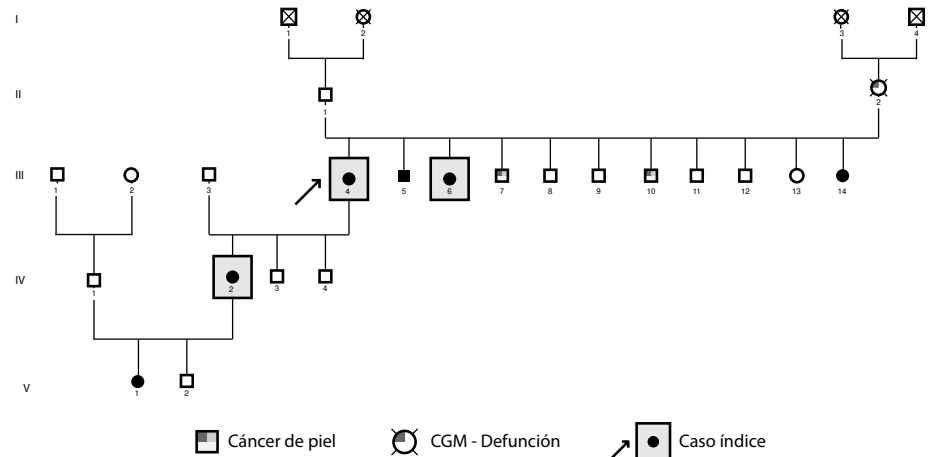 I
1 2 3 4
II
1 2
III
1 2 3 4 5 6 7 8 9 10 11 12 13 14
IV
1 2 3 4
V
1 2
Cáncer de piel CGM - Defunción Caso índice